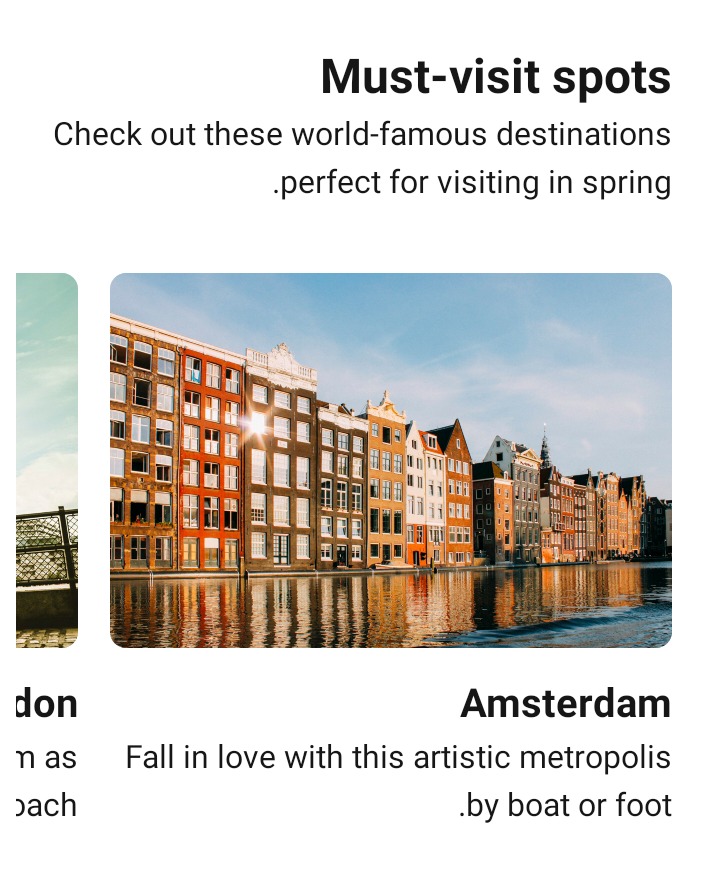 Must-visit spots
Check out these world-famous destinations
.perfect for visiting in spring
Amsterdam
Fall in love with this artistic metropolis
.by boat or foot
don
m as
oach